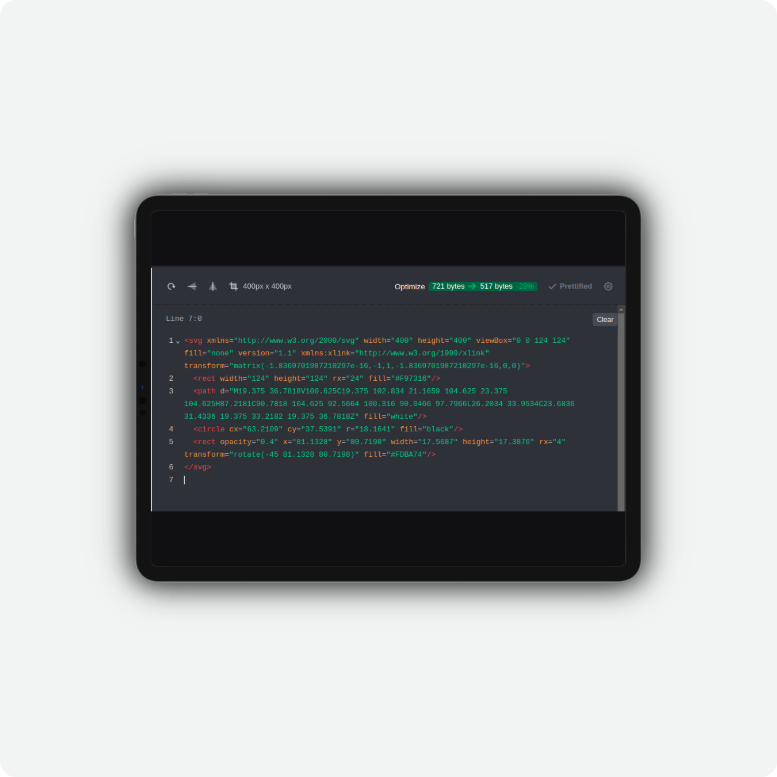 400px x 400px Optimize 721 bytes → 517 bytes -28% Prettified
Line 7:0 Clear
1 <svg xmlns="http://www.w3.org/2000/svg" width="400" height="400" viewBox="0 0 124 124"
fill="none" version="1.1" xmlns:xlink="http://www.w3.org/1999/xlink"
transform="matrix(-1.8369701987210297e-16,-1,1,-1.8369701987210297e-16,0,0)">
2 <rect width="124" height="124" rx="24" fill="#F97316"/>
3 <path d="M19.375 36.7818V100.625C19.375 102.834 21.1659 104.625 23.375
104.625H87.2181C90.7818 104.625 92.5664 100.316 90.0466 97.7966L26.2034 33.9534C23.6836
31.4336 19.375 33.2182 19.375 36.7818Z" fill="white"/>
4 <circle cx="63.2109" cy="37.5391" r="18.1641" fill="black"/>
5 <rect opacity="0.4" x="81.1328" y="80.7198" width="17.5687" height="17.3876" rx="4"
transform="rotate(-45 81.1328 80.7198)" fill="#FDBA74"/>
6 </svg>
7